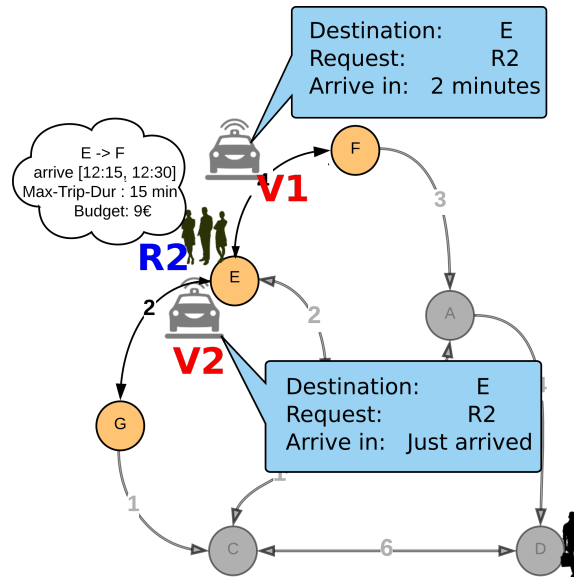 Destination: E
Request: R2
Arrive in: 2 minutes
E -> F
arrive [12:15, 12:30]
Max-Trip-Dur : 15 min
Budget: 9€
F
V1
3
R2
E
2
2
A
V2
Destination: E
Request: R2
Arrive in: Just arrived
G
1
1
C
6
D